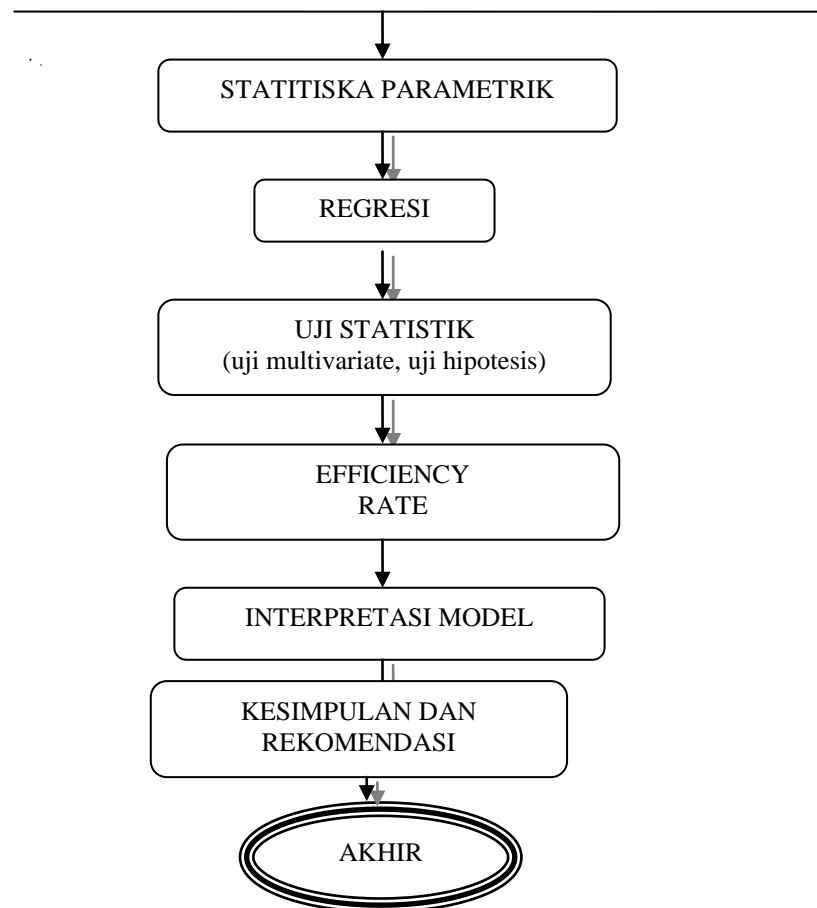 STATITISKA PARAMETRIK
REGRESI
UJI STATISTIK
(uji multivariate, uji hipotesis)
EFFICIENCY
RATE
INTERPRETASI MODEL
KESIMPULAN DAN
REKOMENDASI
AKHIR